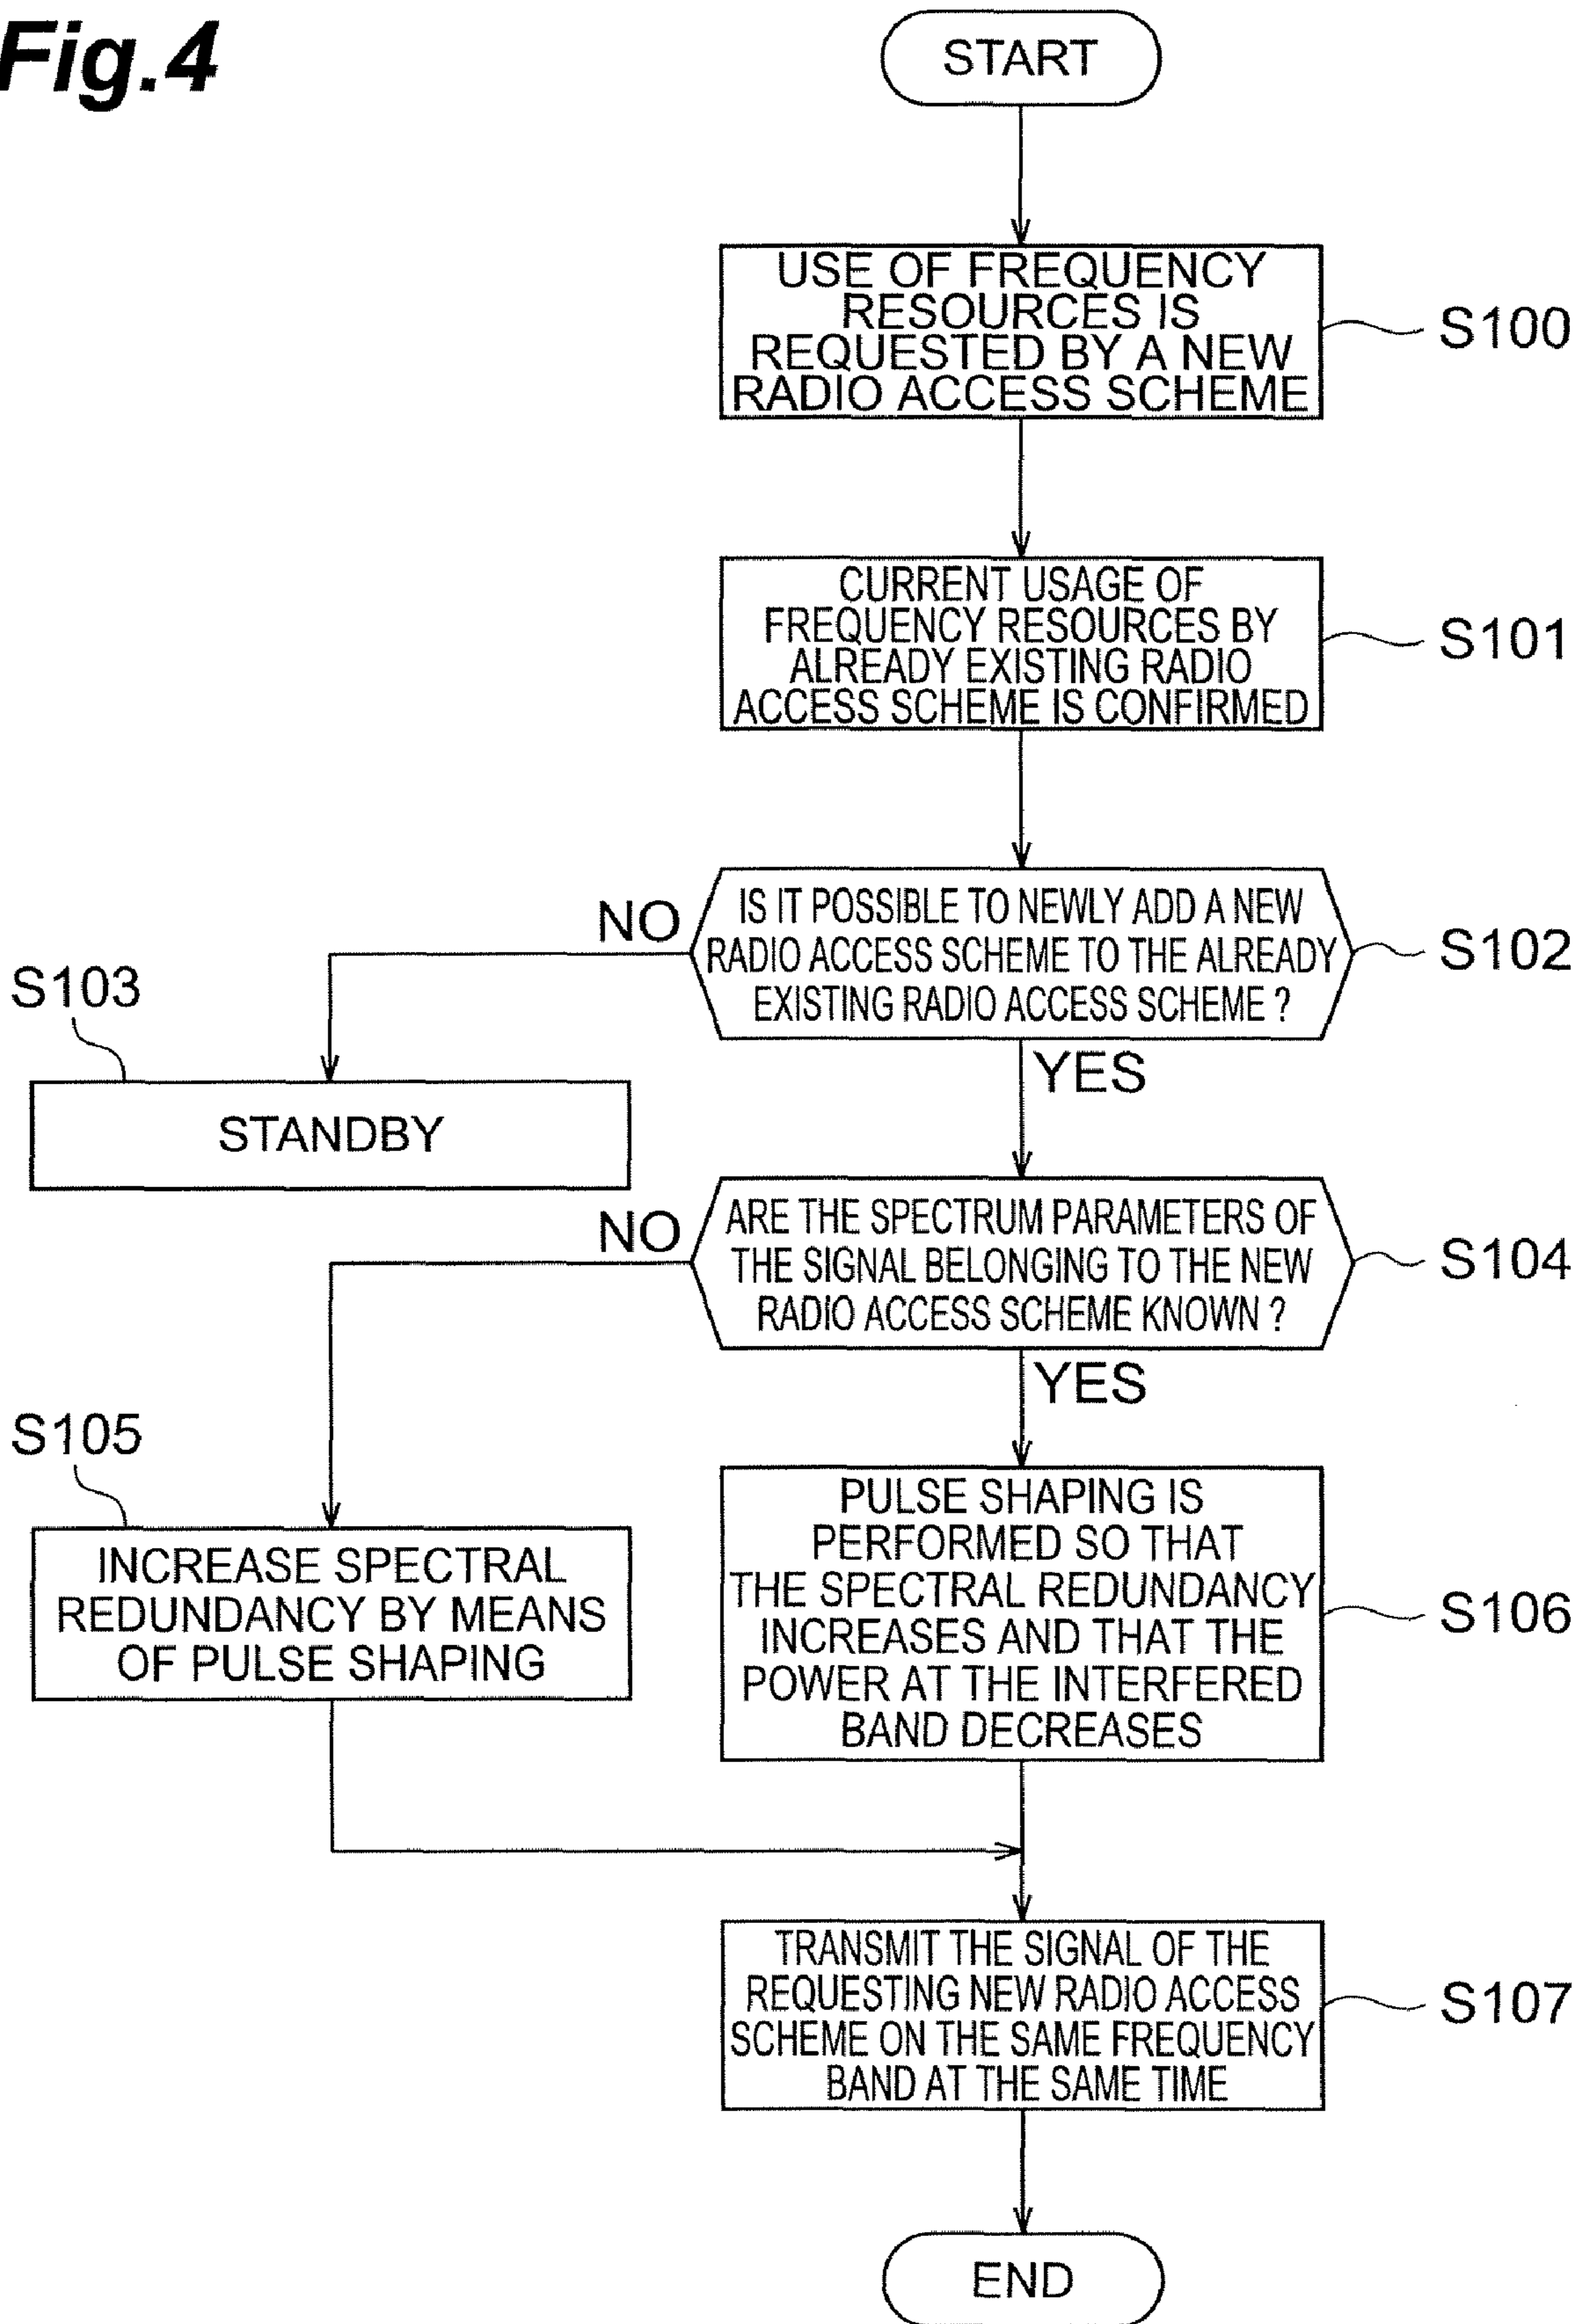 Fig.4
START
USE OF FREQUENCY
RESOURCES IS
REQUESTED BY A NEW
RADIO ACCESS SCHEME
S100
CURRENT USAGE OF
FREQUENCY RESOURCES BY
ALREADY EXISTING RADIO
ACCESS SCHEME IS CONFIRMED
S101
IS IT POSSIBLE TO NEWLY ADD A NEW
RADIO ACCESS SCHEME TO THE ALREADY
EXISTING RADIO ACCESS SCHEME ?
S102
NO
S103
STANDBY
YES
ARE THE SPECTRUM PARAMETERS OF
THE SIGNAL BELONGING TO THE NEW
RADIO ACCESS SCHEME KNOWN ?
S104
NO
YES
S105
INCREASE SPECTRAL
REDUNDANCY BY MEANS
OF PULSE SHAPING
PULSE SHAPING IS
PERFORMED SO THAT
THE SPECTRAL REDUNDANCY
INCREASES AND THAT THE
POWER AT THE INTERFERED
BAND DECREASES
S106
TRANSMIT THE SIGNAL OF THE
REQUESTING NEW RADIO ACCESS
SCHEME ON THE SAME FREQUENCY
BAND AT THE SAME TIME
S107
END